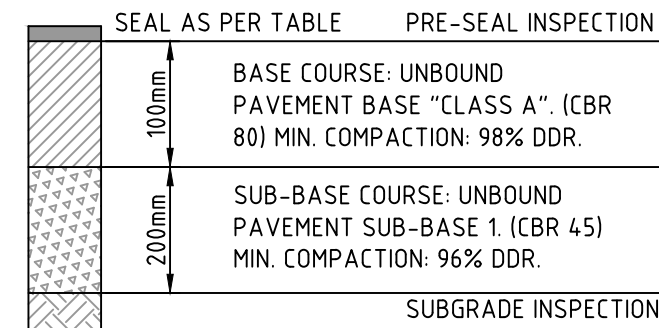 SEAL AS PER TABLE PRE-SEAL INSPECTION
100mm
BASE COURSE: UNBOUND
PAVEMENT BASE "CLASS A". (CBR
80) MIN. COMPACTION: 98% DDR.
200mm
SUB-BASE COURSE: UNBOUND
PAVEMENT SUB-BASE 1. (CBR 45)
MIN. COMPACTION: 96% DDR.
SUBGRADE INSPECTION